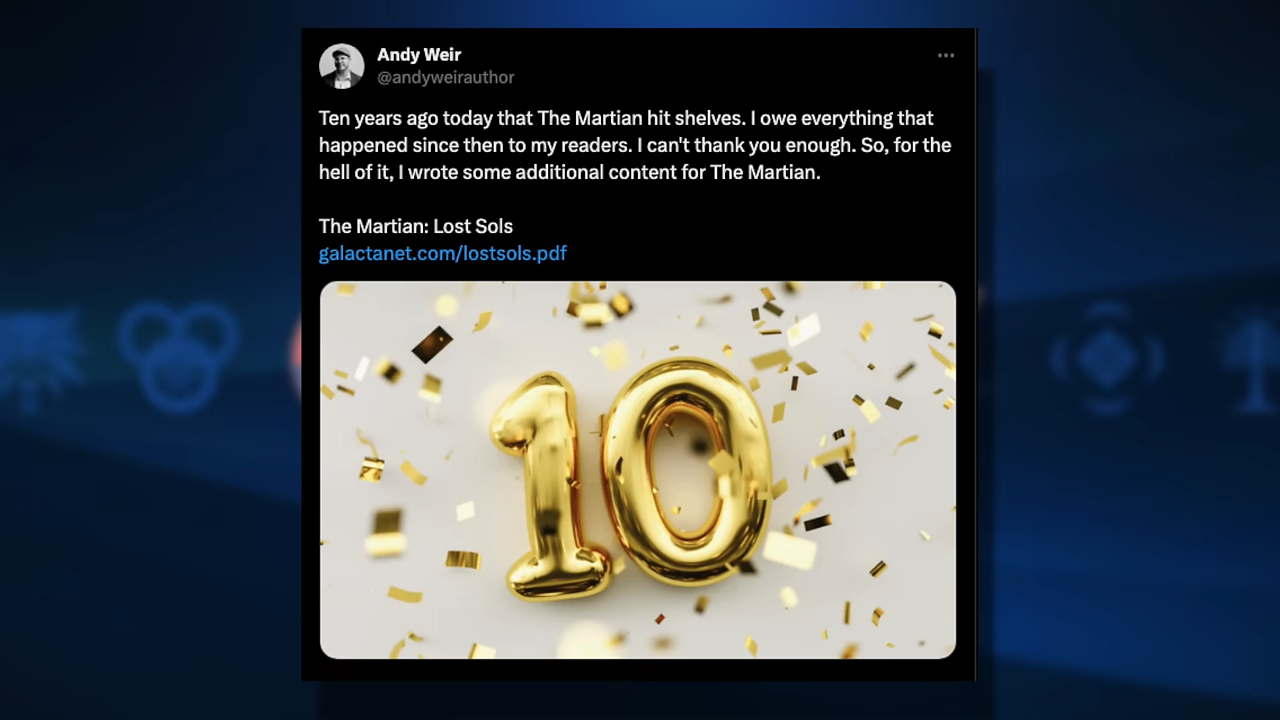 Andy Weir
@andyweirauthor
Ten years ago today that The Martian hit shelves. I owe everything that
happened since then to my readers. I can't thank you enough. So, for the
hell of it, I wrote some additional content for The Martian.
The Martian: Lost Sols
galactanet.com/lostsols.pdf
10